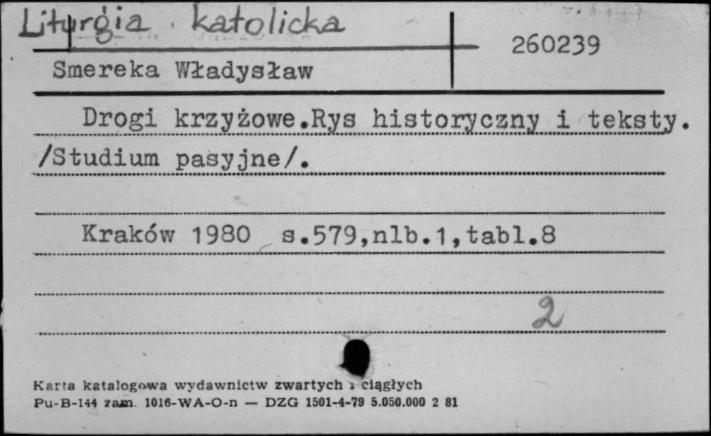 Liturgia katolicka
260239
Smereka Władysław
Drogi krzyżowe.Rys historyczny i teksty.
/Studium pasyjne/.
Kraków 1980 s.579,nlb.1,tabl.8
2
Karta katalogowa wydawnictw zwartych i ciągłych
Pu-B-144 zam. 1016-WA-O-n — DZG 1501-4-79 5.050.000 2 81